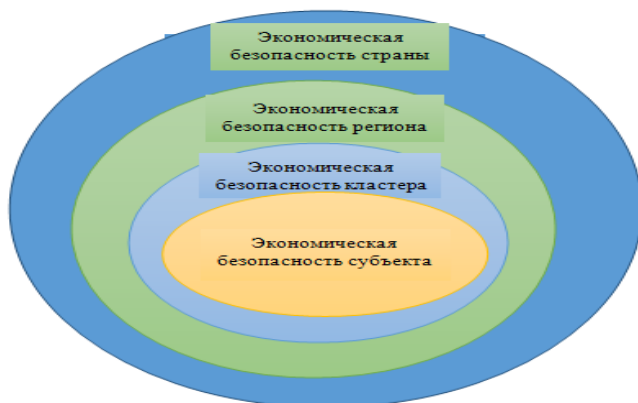 Экономическая
безопасность страны
Экономическая
безопасность региона
Экономическая
безопасность кластера
Экономическая
безопасность субъекта